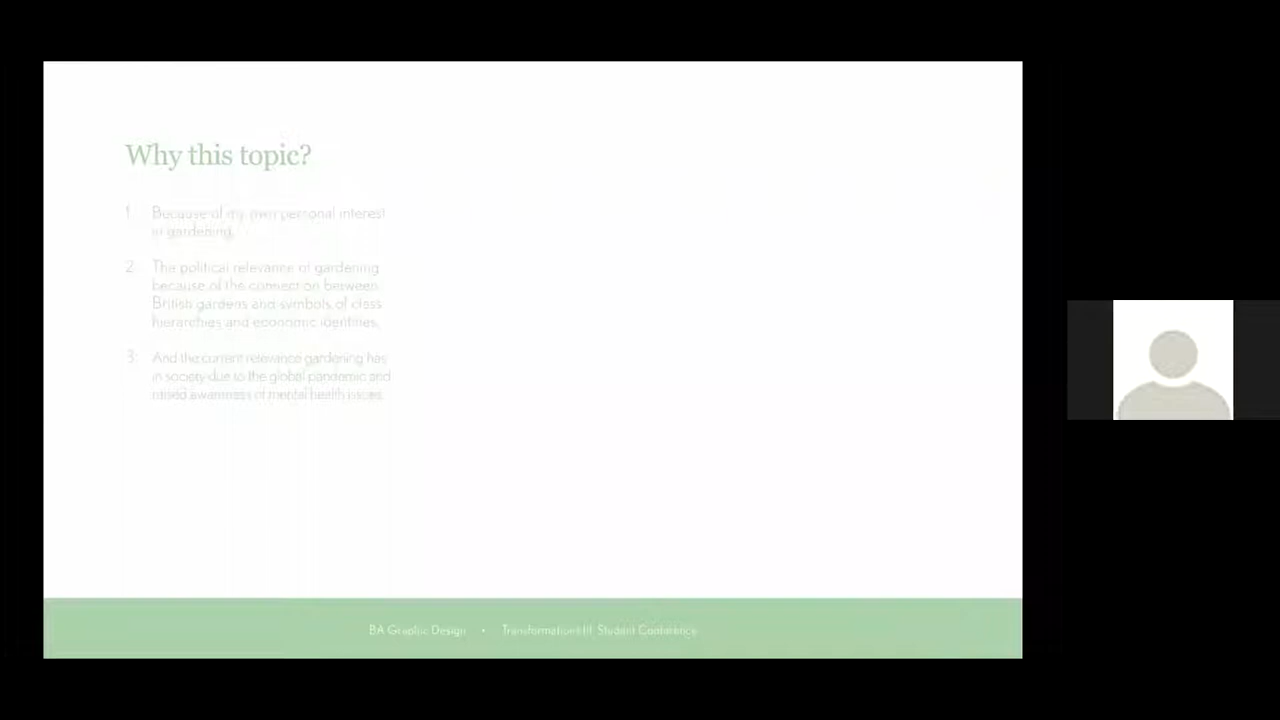 Why this topic?
1. Because of my own personal interest
in gardening.
2. The political relevance of gardening
because of the connection between
British gardens and symbols of class
hierarchies and economic identities.
3. And the current relevance gardening has
in society due to the global pandemic and
raised awareness of mental health issues.
BA Graphic Design • Transformations III Student Conference